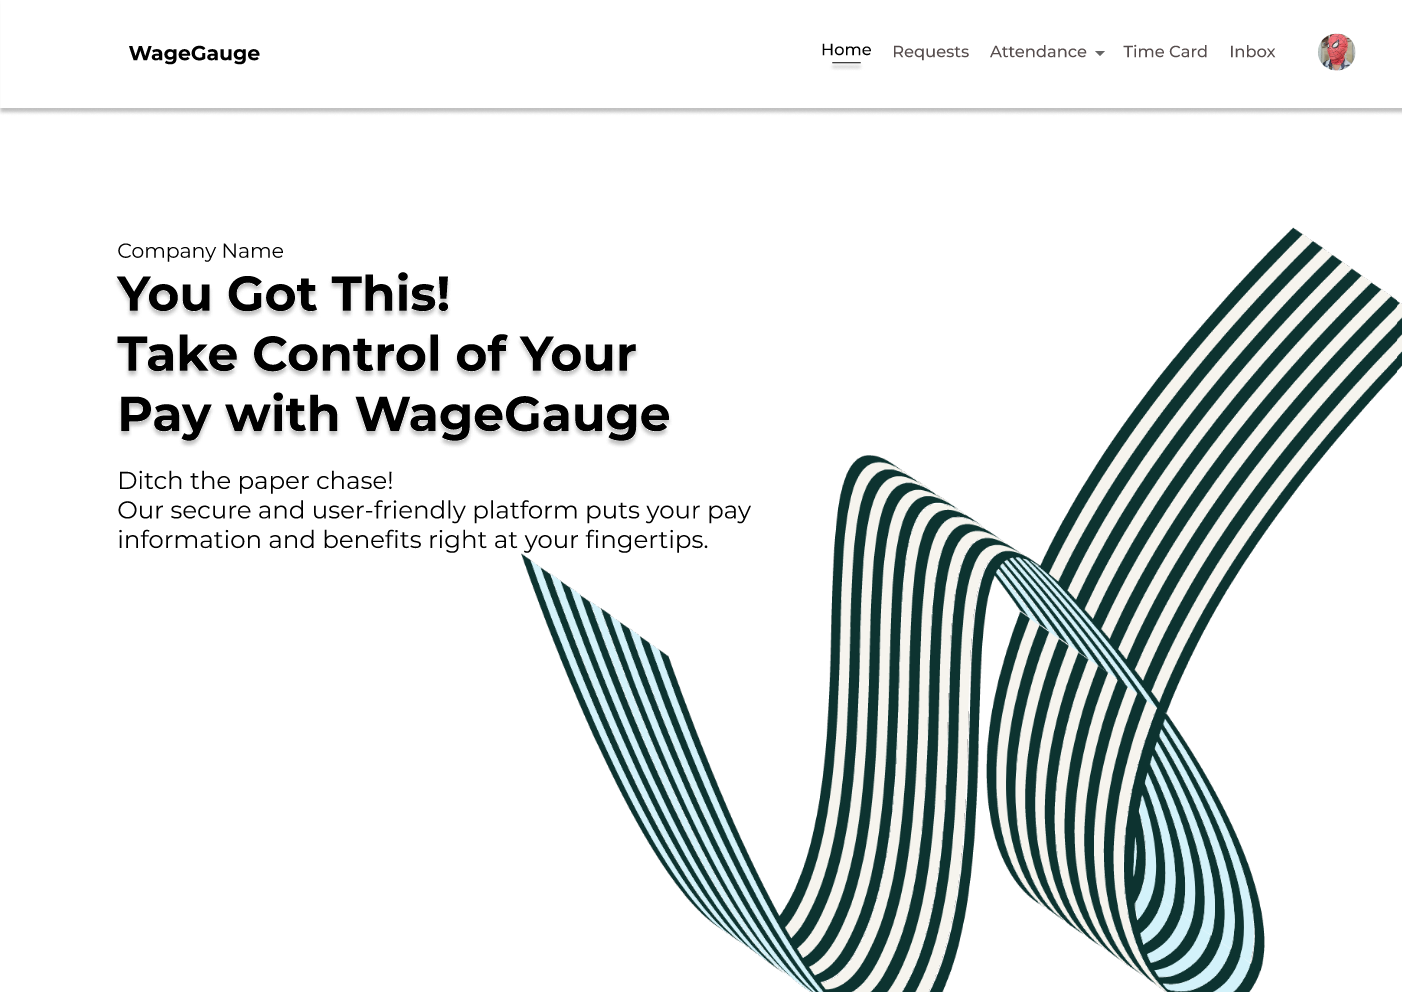 WageGauge
Home Requests Attendance Time Card Inbox
Company Name
You Got This!
Take Control of Your
Pay with WageGauge
Ditch the paper chase!
Our secure and user-friendly platform puts your pay
information and benefits right at your fingertips.